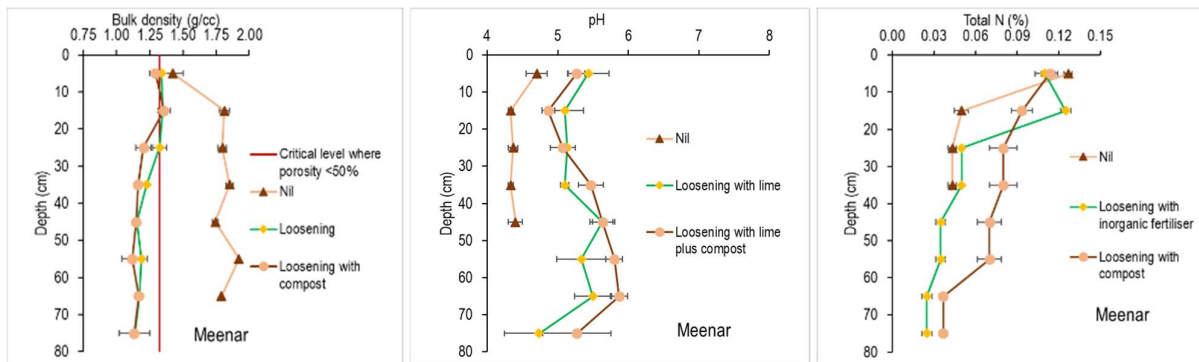 Bulk density (g/cc)
0.75 1.00 1.25 1.50 1.75 2.00
0
10
20
30
40
50
60
70
80
Depth (cm)
Critical level where
porosity <50%
Nil
Loosening
Loosening with
compost
Meenar
pH
4 5 6 7 8
0
10
20
30
40
50
60
70
80
Depth (cm)
Nil
Loosening with lime
Loosening with lime
plus compost
Meenar
Total N (%)
0.00 0.03 0.06 0.09 0.12 0.15
0
10
20
30
40
50
60
70
80
Depth (cm)
Nil
Loosening with
inorganic fertiliser
Loosening with
compost
Meenar